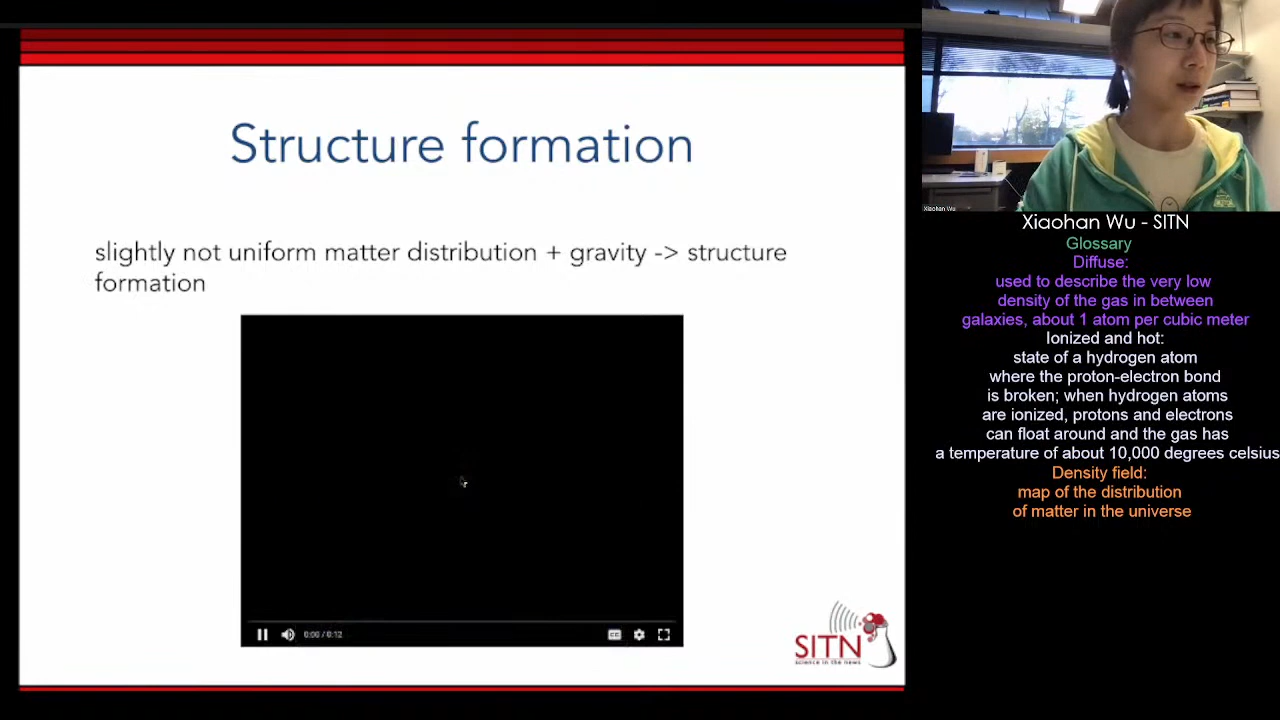 Structure formation
slightly not uniform matter distribution + gravity -> structure
formation
0:00 / 0:12
CC
SITN
science in the news
Xiaohan Wu
Xiaohan Wu - SITN
Glossary
Diffuse:
used to describe the very low
density of the gas in between
galaxies, about 1 atom per cubic meter
Ionized and hot:
state of a hydrogen atom
where the proton-electron bond
is broken; when hydrogen atoms
are ionized, protons and electrons
can float around and the gas has
a temperature of about 10,000 degrees celsius
Density field:
map of the distribution
of matter in the universe